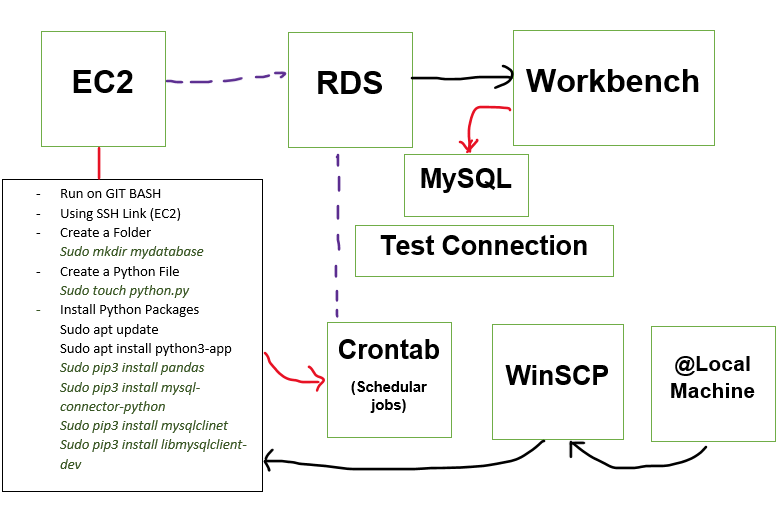 EC2
RDS
Workbench
MySQL
Test Connection
- Run on GIT BASH
- Using SSH Link (EC2)
- Create a Folder
Sudo mkdir mydatabase
- Create a Python File
Sudo touch python.py
- Install Python Packages
Sudo apt update
Sudo apt install python3-app
Sudo pip3 install pandas
Sudo pip3 install mysql-
connector-python
Sudo pip3 install mysqlclinet
Sudo pip3 install libmysqlclient-
dev
Crontab
(Schedular
jobs)
WinSCP
@Local
Machine